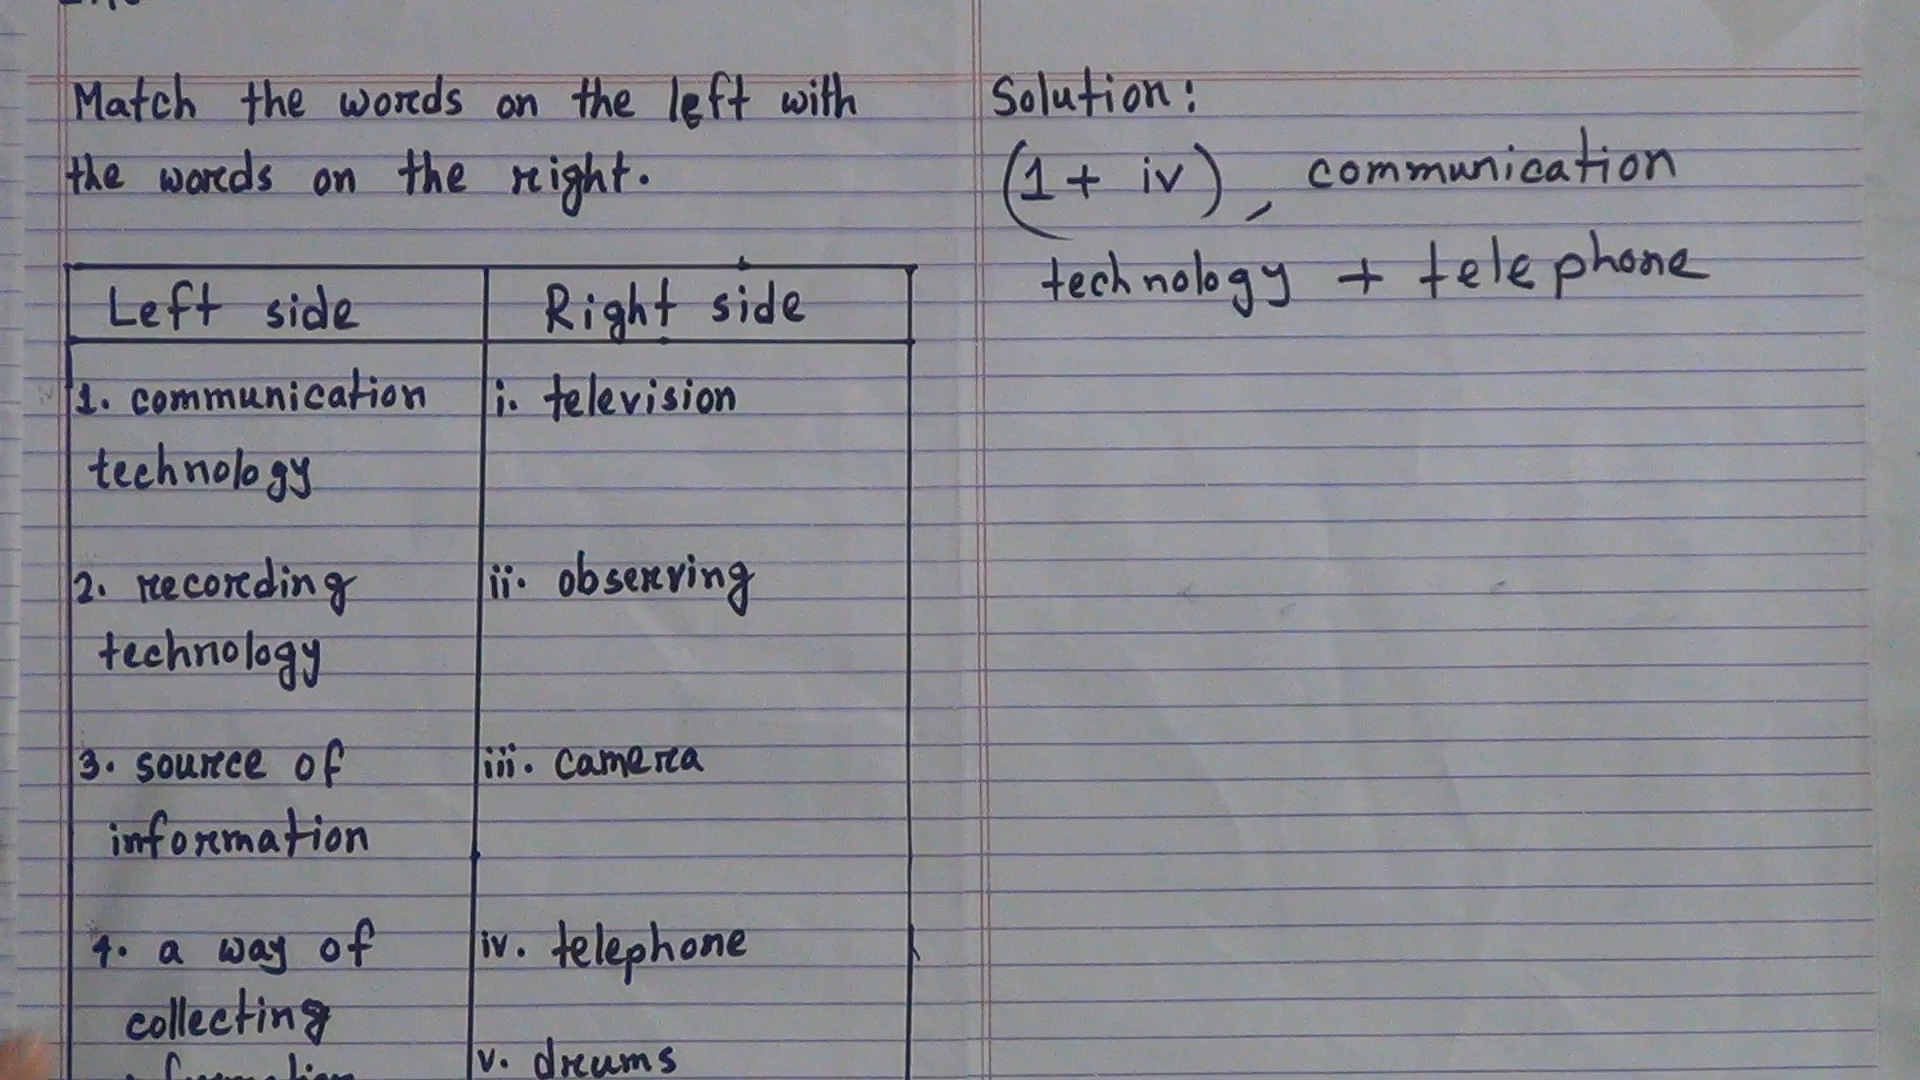 Match the words on the left with
the words on the right.
Left side
Right side
1. communication
technology
i. television
2. recording
technology
ii. observing
3. source of
information
iii. camera
4. a way of
collecting
iv. telephone
v. drums
Solution:
(1 + iv), communication
technology + telephone